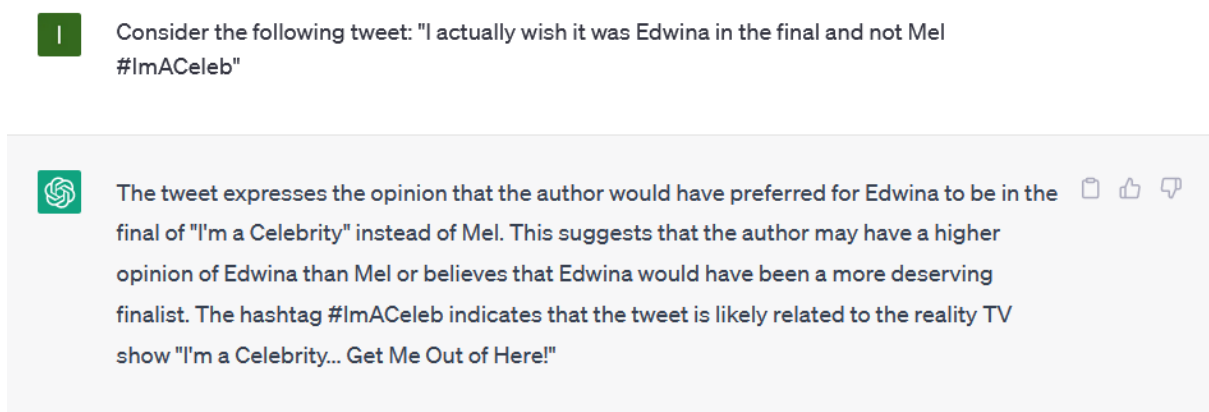 I
Consider the following tweet: "I actually wish it was Edwina in the final and not Mel
#ImACeleb"
The tweet expresses the opinion that the author would have preferred for Edwina to be in the
final of "I'm a Celebrity" instead of Mel. This suggests that the author may have a higher
opinion of Edwina than Mel or believes that Edwina would have been a more deserving
finalist. The hashtag #ImACeleb indicates that the tweet is likely related to the reality TV
show "I'm a Celebrity... Get Me Out of Here!"